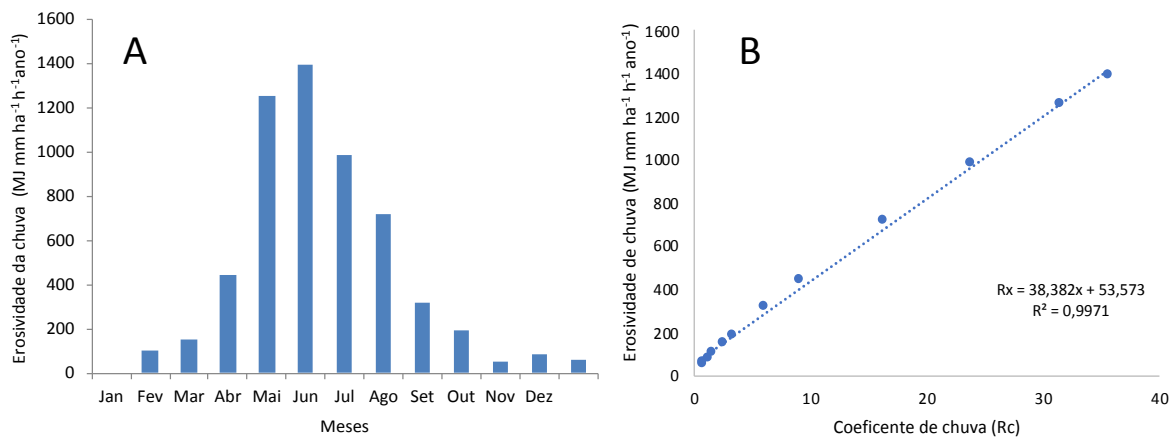 A
Erosividade da chuva (MJ mm ha⁻¹ h⁻¹ano⁻¹)
1600
1400
1200
1000
800
600
400
200
0
Jan Fev Mar Abr Mai Jun Jul Ago Set Out Nov Dez
Meses
B
Erosividade de chuva (MJ mm ha⁻¹ h⁻¹ ano⁻¹)
1600
1400
1200
1000
800
600
400
200
0
Rx = 38,382x + 53,573
R² = 0,9971
0 10 20 30 40
Coeficente de chuva (Rc)